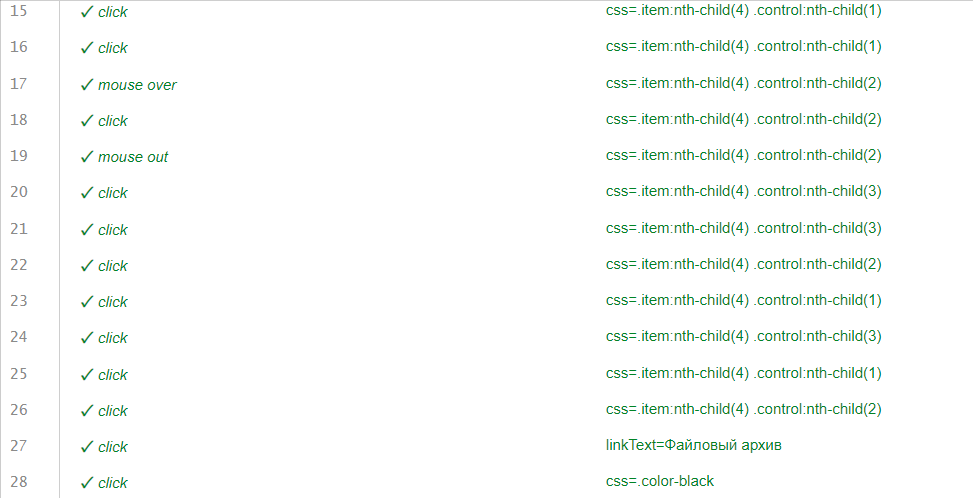 15 ✓ click css=.item:nth-child(4) .control:nth-child(1)
16 ✓ click css=.item:nth-child(4) .control:nth-child(1)
17 ✓ mouse over css=.item:nth-child(4) .control:nth-child(2)
18 ✓ click css=.item:nth-child(4) .control:nth-child(2)
19 ✓ mouse out css=.item:nth-child(4) .control:nth-child(2)
20 ✓ click css=.item:nth-child(4) .control:nth-child(3)
21 ✓ click css=.item:nth-child(4) .control:nth-child(3)
22 ✓ click css=.item:nth-child(4) .control:nth-child(2)
23 ✓ click css=.item:nth-child(4) .control:nth-child(1)
24 ✓ click css=.item:nth-child(4) .control:nth-child(3)
25 ✓ click css=.item:nth-child(4) .control:nth-child(1)
26 ✓ click css=.item:nth-child(4) .control:nth-child(2)
27 ✓ click linkText=Файловый архив
28 ✓ click css=.color-black